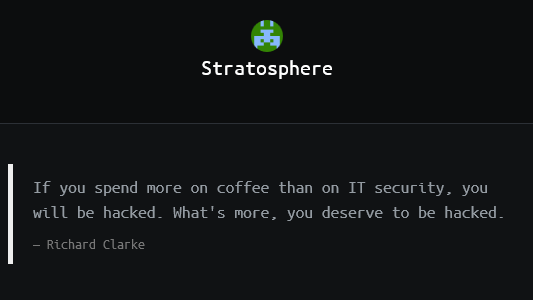 Stratosphere
If you spend more on coffee than on IT security, you
will be hacked. What's more, you deserve to be hacked.
— Richard Clarke